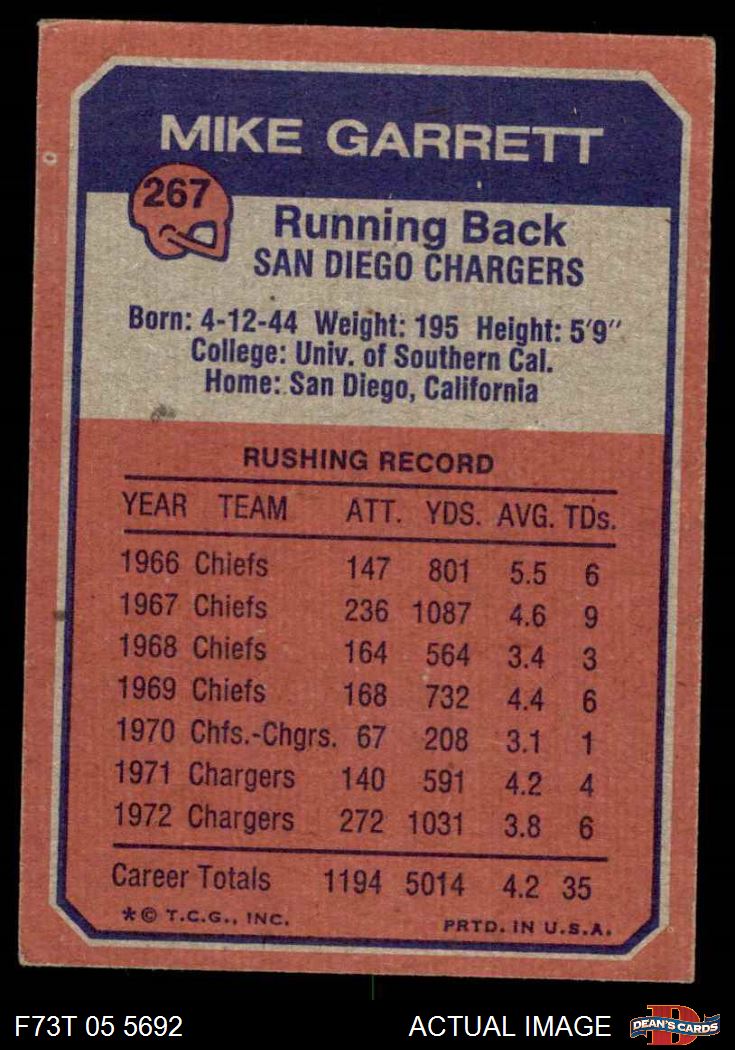 MIKE GARRETT
267
Running Back
SAN DIEGO CHARGERS
Born: 4-12-44 Weight: 195 Height: 5'9"
College: Univ. of Southern Cal.
Home: San Diego, California
RUSHING RECORD
YEAR TEAM ATT. YDS. AVG. TDs.
1966 Chiefs 147 801 5.5 6
1967 Chiefs 236 1087 4.6 9
1968 Chiefs 164 564 3.4 3
1969 Chiefs 168 732 4.4 6
1970 Chfs.-Chgrs. 67 208 3.1 1
1971 Chargers 140 591 4.2 4
1972 Chargers 272 1031 3.8 6
Career Totals 1194 5014 4.2 35
*© T.C.G., INC. PRTD. IN U.S.A.
F73T 05 5692 ACTUAL IMAGE DEAN'S CARDS